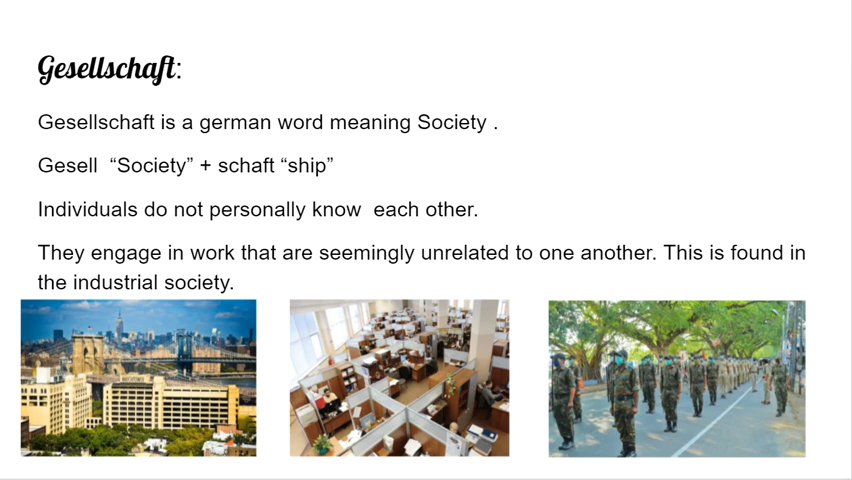 Gesellschaft:
Gesellschaft is a german word meaning Society .
Gesell “Society” + schaft “ship”
Individuals do not personally know each other.
They engage in work that are seemingly unrelated to one another. This is found in
the industrial society.